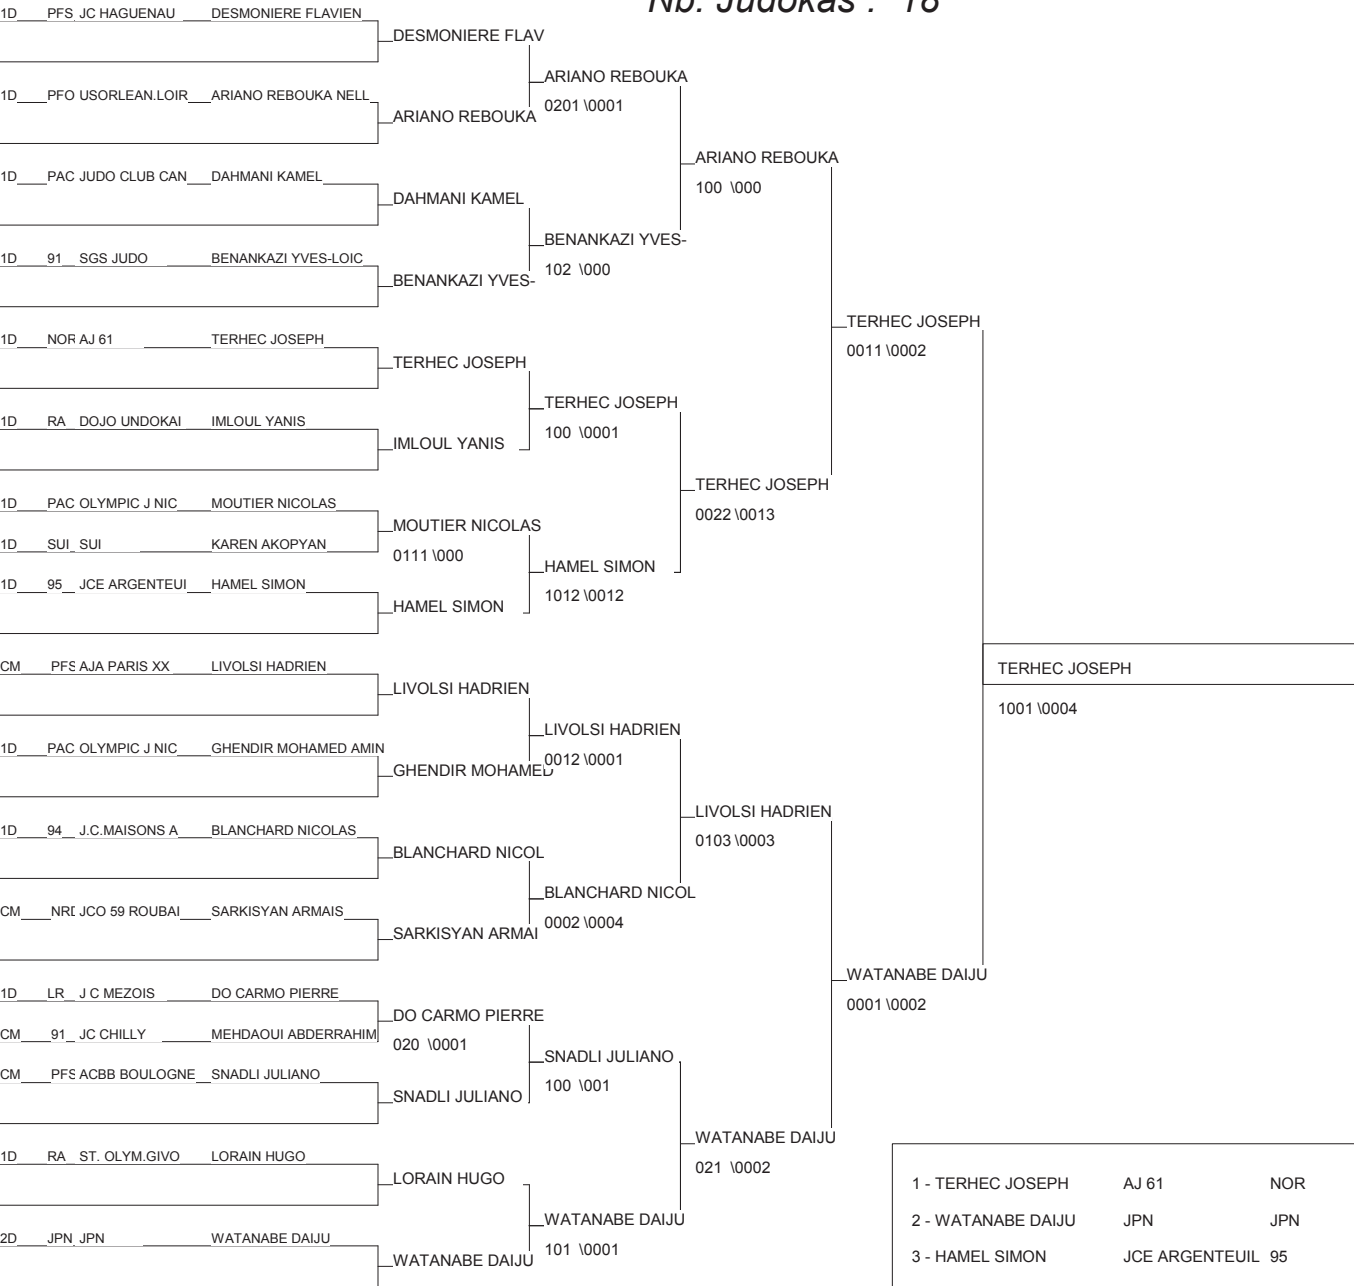 Nb. Judokas : 18
1D PFS JC HAGUENAU DESMONIERE FLAVIEN
DESMONIERE FLAV
ARIANO REBOUKA
0201 \0001
1D PFO USORLEAN.LOIR ARIANO REBOUKA NELL
ARIANO REBOUKA
ARIANO REBOUKA
100 \000
1D PAC JUDO CLUB CAN DAHMANI KAMEL
DAHMANI KAMEL
BENANKAZI YVES-
102 \000
1D 91 SGS JUDO BENANKAZI YVES-LOIC
BENANKAZI YVES-
TERHEC JOSEPH
0011 \0002
1D NOR AJ 61 TERHEC JOSEPH
TERHEC JOSEPH
TERHEC JOSEPH
100 \0001
1D RA DOJO UNDOKAI IMLOUL YANIS
IMLOUL YANIS
TERHEC JOSEPH
0022 \0013
1D PAC OLYMPIC J NIC MOUTIER NICOLAS
MOUTIER NICOLAS
0111 \000
1D SUI SUI KAREN AKOPYAN
HAMEL SIMON
1012 \0012
1D 95 JCE ARGENTEUI HAMEL SIMON
HAMEL SIMON
TERHEC JOSEPH
1001 \0004
CM PFS AJA PARIS XX LIVOLSI HADRIEN
LIVOLSI HADRIEN
LIVOLSI HADRIEN
0012 \0001
1D PAC OLYMPIC J NIC GHENDIR MOHAMED AMIN
GHENDIR MOHAMED
LIVOLSI HADRIEN
0103 \0003
1D 94 J.C.MAISONS A BLANCHARD NICOLAS
BLANCHARD NICOL
BLANCHARD NICOL
0002 \0004
CM NRD JCO 59 ROUBAI SARKISYAN ARMAIS
SARKISYAN ARMAI
WATANABE DAIJU
0001 \0002
1D LR J C MEZOIS DO CARMO PIERRE
DO CARMO PIERRE
020 \0001
CM 91 JC CHILLY MEHDAOUI ABDERRAHIM
SNADLI JULIANO
100 \001
CM PFS ACBB BOULOGNE SNADLI JULIANO
SNADLI JULIANO
WATANABE DAIJU
021 \0002
1D RA ST. OLYM.GIVO LORAIN HUGO
LORAIN HUGO
WATANABE DAIJU
101 \0001
2D JPN JPN WATANABE DAIJU
WATANABE DAIJU
1 - TERHEC JOSEPH AJ 61 NOR
2 - WATANABE DAIJU JPN JPN
3 - HAMEL SIMON JCE ARGENTEUIL 95